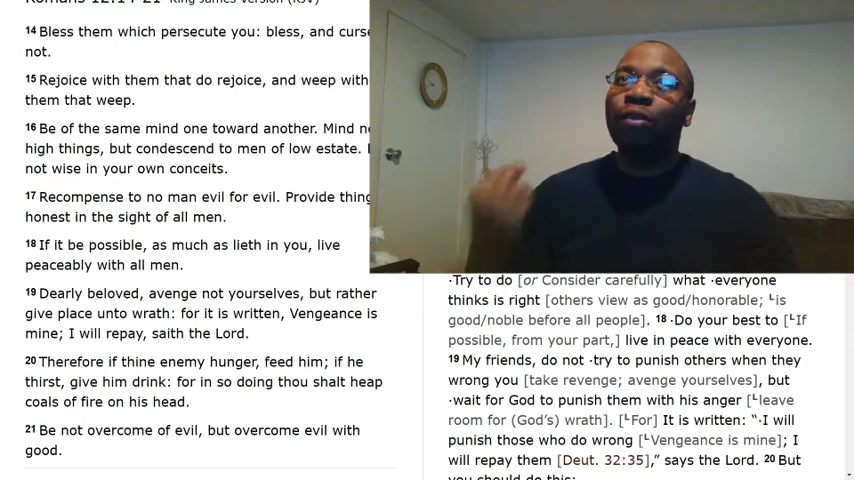 Romans 12:14-21 King James Version (KJV)
14 Bless them which persecute you: bless, and curse
not.
15 Rejoice with them that do rejoice, and weep with
them that weep.
16 Be of the same mind one toward another. Mind
high things, but condescend to men of low estate.
not wise in your own conceits.
17 Recompense to no man evil for evil. Provide
honest in the sight of all men.
18 If it be possible, as much as lieth in you, live
peaceably with all men.
19 Dearly beloved, avenge not yourselves, but rather
give place unto wrath: for it is written, Vengeance is
mine; I will repay, saith the Lord.
20 Therefore if thine enemy hunger, feed him; if he
thirst, give him drink: for in so doing thou shalt heap
coals of fire on his head.
21 Be not overcome of evil, but overcome evil with
good.
·Try to do [or Consider carefully] what ·everyone
thinks is right [others view as good/honorable; ᴸis
good/noble before all people]. 18 ·Do your best to [ᴸIf
possible, from your part,] live in peace with everyone.
19 My friends, do not ·try to punish others when they
wrong you [take revenge; avenge yourselves], but
·wait for God to punish them with his anger [ᴸleave
room for (God's) wrath]. [ᴸFor] It is written: “·I will
punish those who do wrong [ᴸVengeance is mine]; I
will repay them [Deut. 32:35],” says the Lord. 20 But
you should do this: